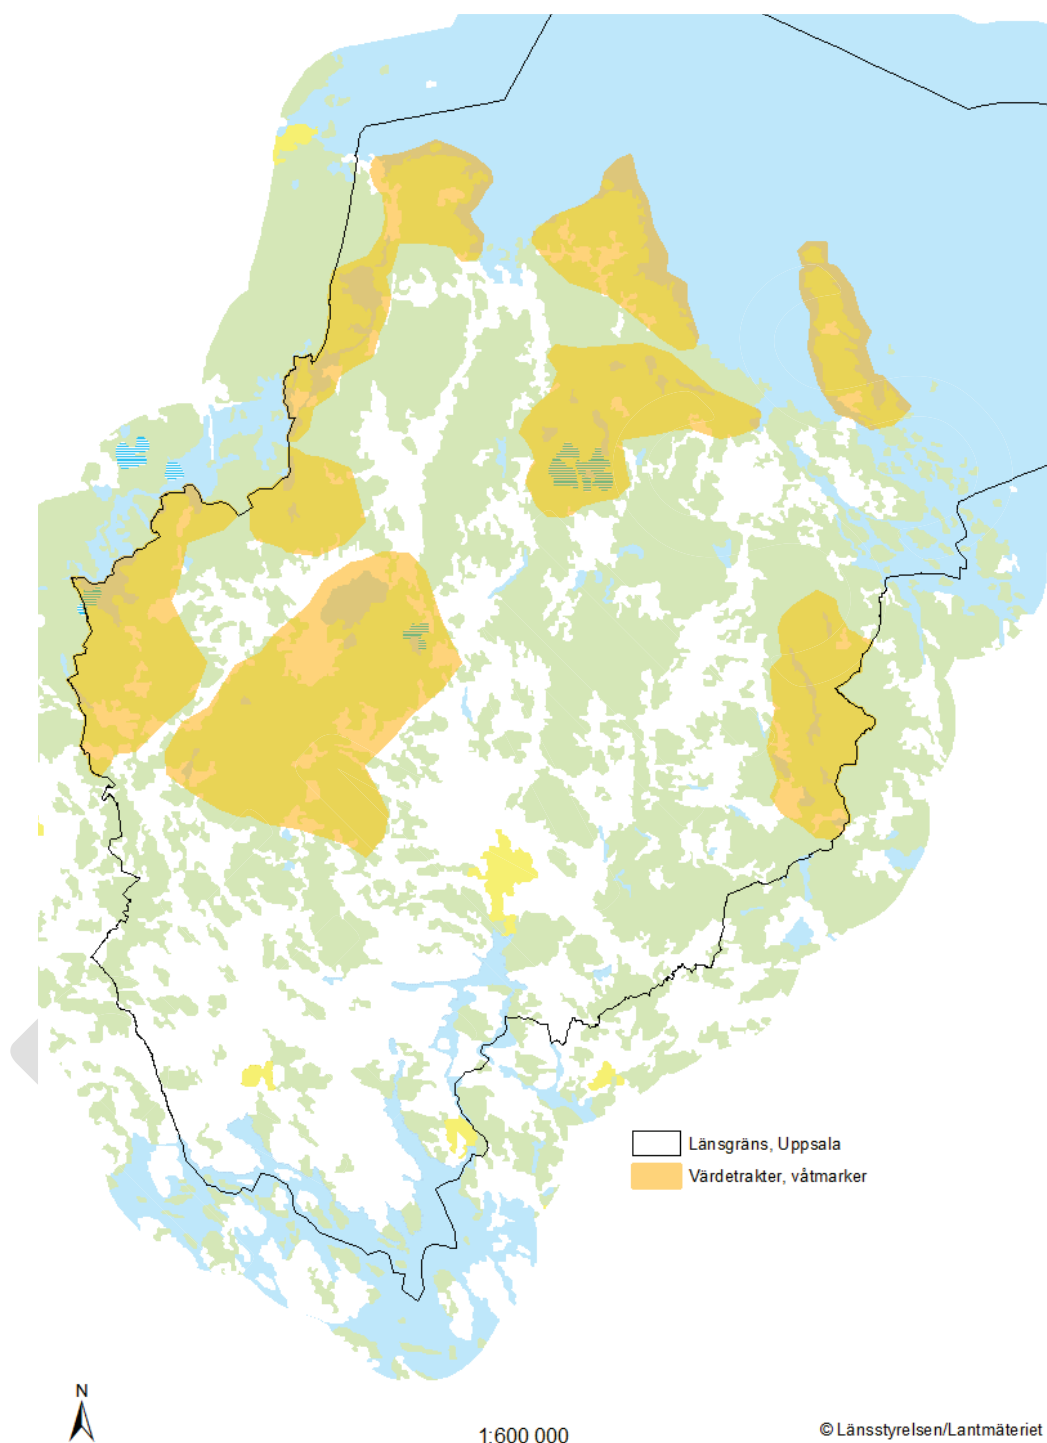 Länsgräns, Uppsala
Värdetrakter, våtmarker
N
1:600 000
© Länsstyrelsen/Lantmäteriet